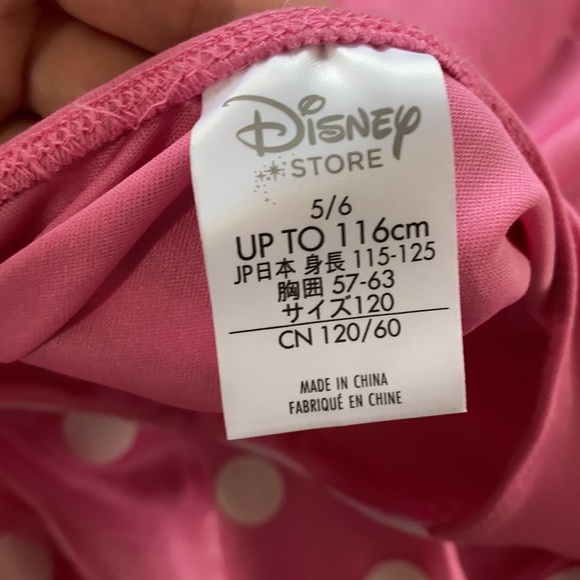 Disney
STORE
5/6
UP TO 116cm
JP日本 身長 115-125
胸囲 57-63
サイズ120
CN 120/60
MADE IN CHINA
FABRIQUÉ EN CHINE